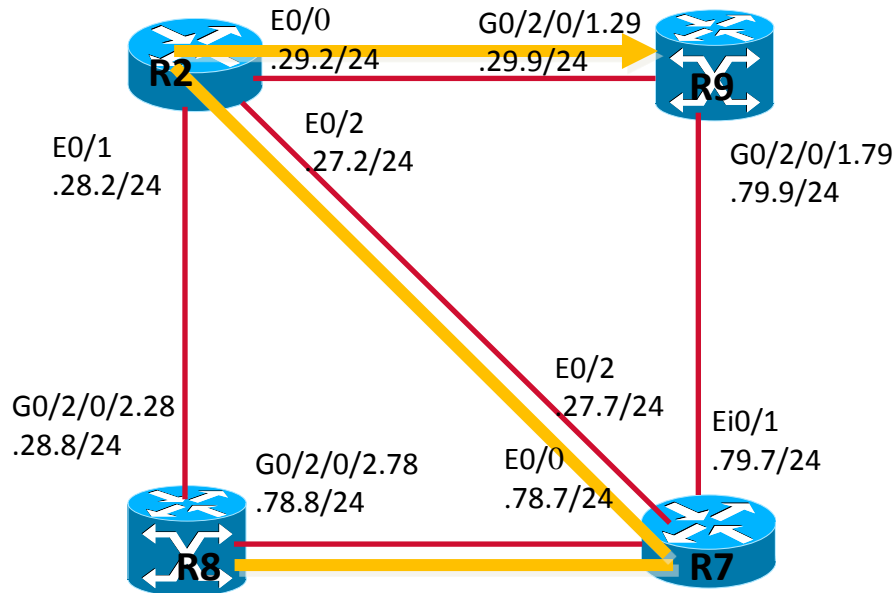 E0/0
.29.2/24
G0/2/0/1.29
.29.9/24
R2
R9
E0/1
.28.2/24
E0/2
.27.2/24
G0/2/0/1.79
.79.9/24
E0/2
.27.7/24
G0/2/0/2.28
.28.8/24
Ei0/1
.79.7/24
G0/2/0/2.78
.78.8/24
E0/0
.78.7/24
R8
R7